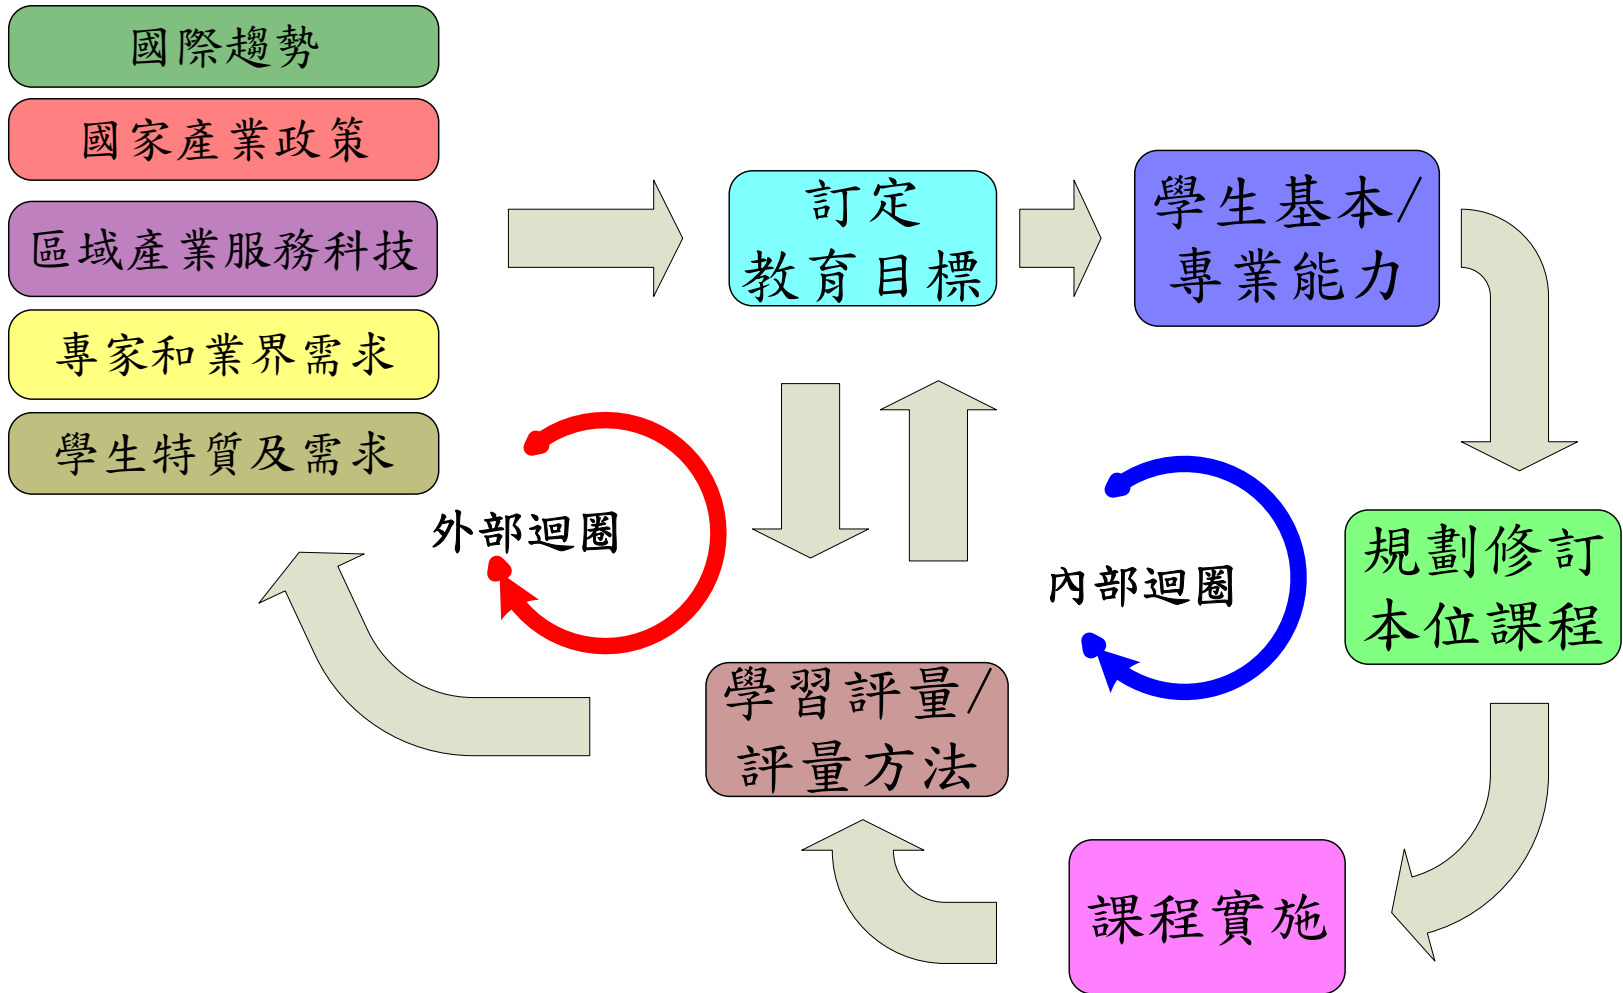 國際趨勢
國家產業政策
區域產業服務科技
專家和業界需求
學生特質及需求
訂定
教育目標
學生基本/
專業能力
外部迴圈
內部迴圈
規劃修訂
本位課程
學習評量/
評量方法
課程實施